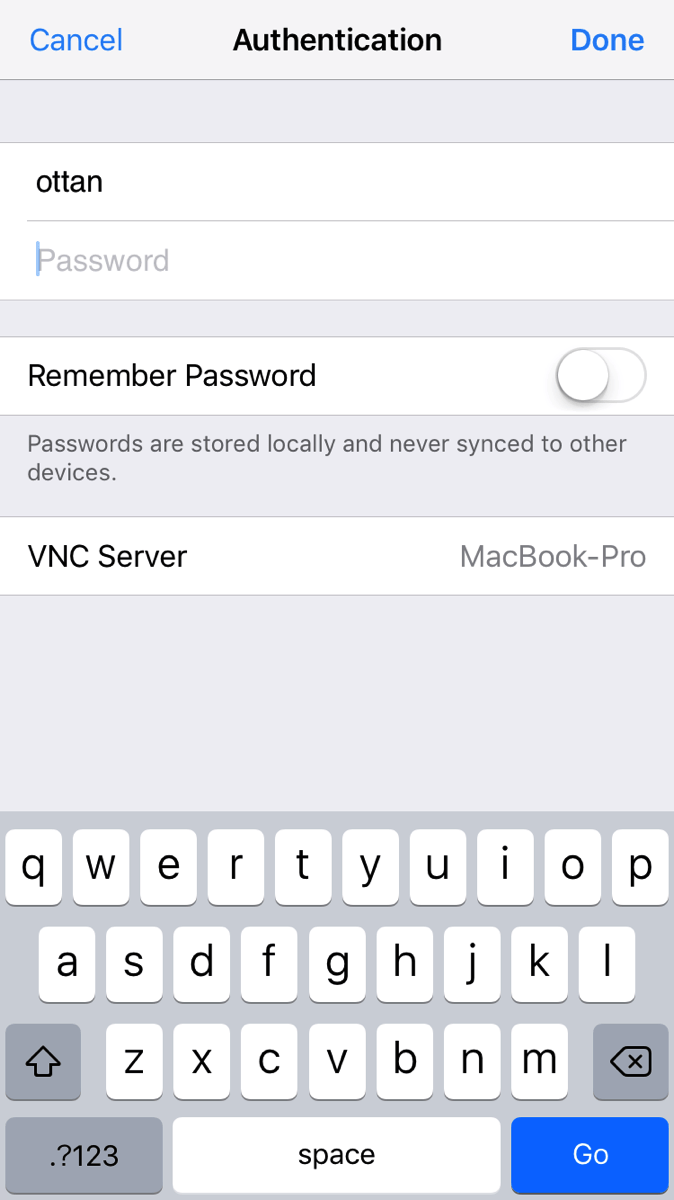 Cancel Authentication Done
ottan
Password
Remember Password
Passwords are stored locally and never synced to other
devices.
VNC Server MacBook-Pro
q w e r t y u i o p
a s d f g h j k l
z x c v b n m
.?123 space Go